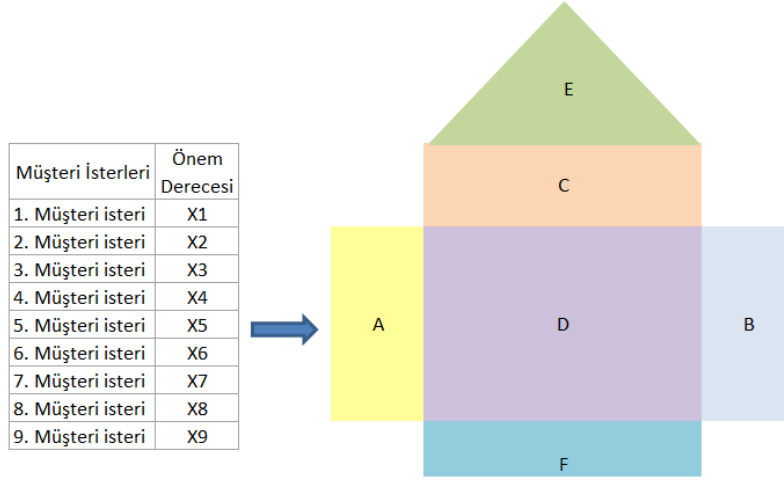 Müşteri İsterleri
Önem
Derecesi
1. Müşteri isteri X1
2. Müşteri isteri X2
3. Müşteri isteri X3
4. Müşteri isteri X4
5. Müşteri isteri X5
6. Müşteri isteri X6
7. Müşteri isteri X7
8. Müşteri isteri X8
9. Müşteri isteri X9
E
C
A
D
B
F